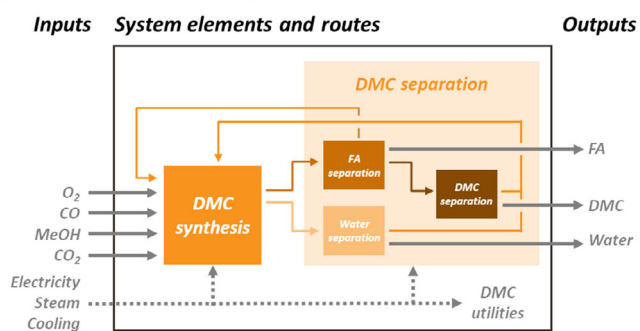 Inputs System elements and routes Outputs
DMC separation
FA
separation
FA
DMC
synthesis
DMC
separation
DMC
Water
separation
Water
O₂
CO
MeOH
CO₂
Electricity
Steam
Cooling
DMC
utilities